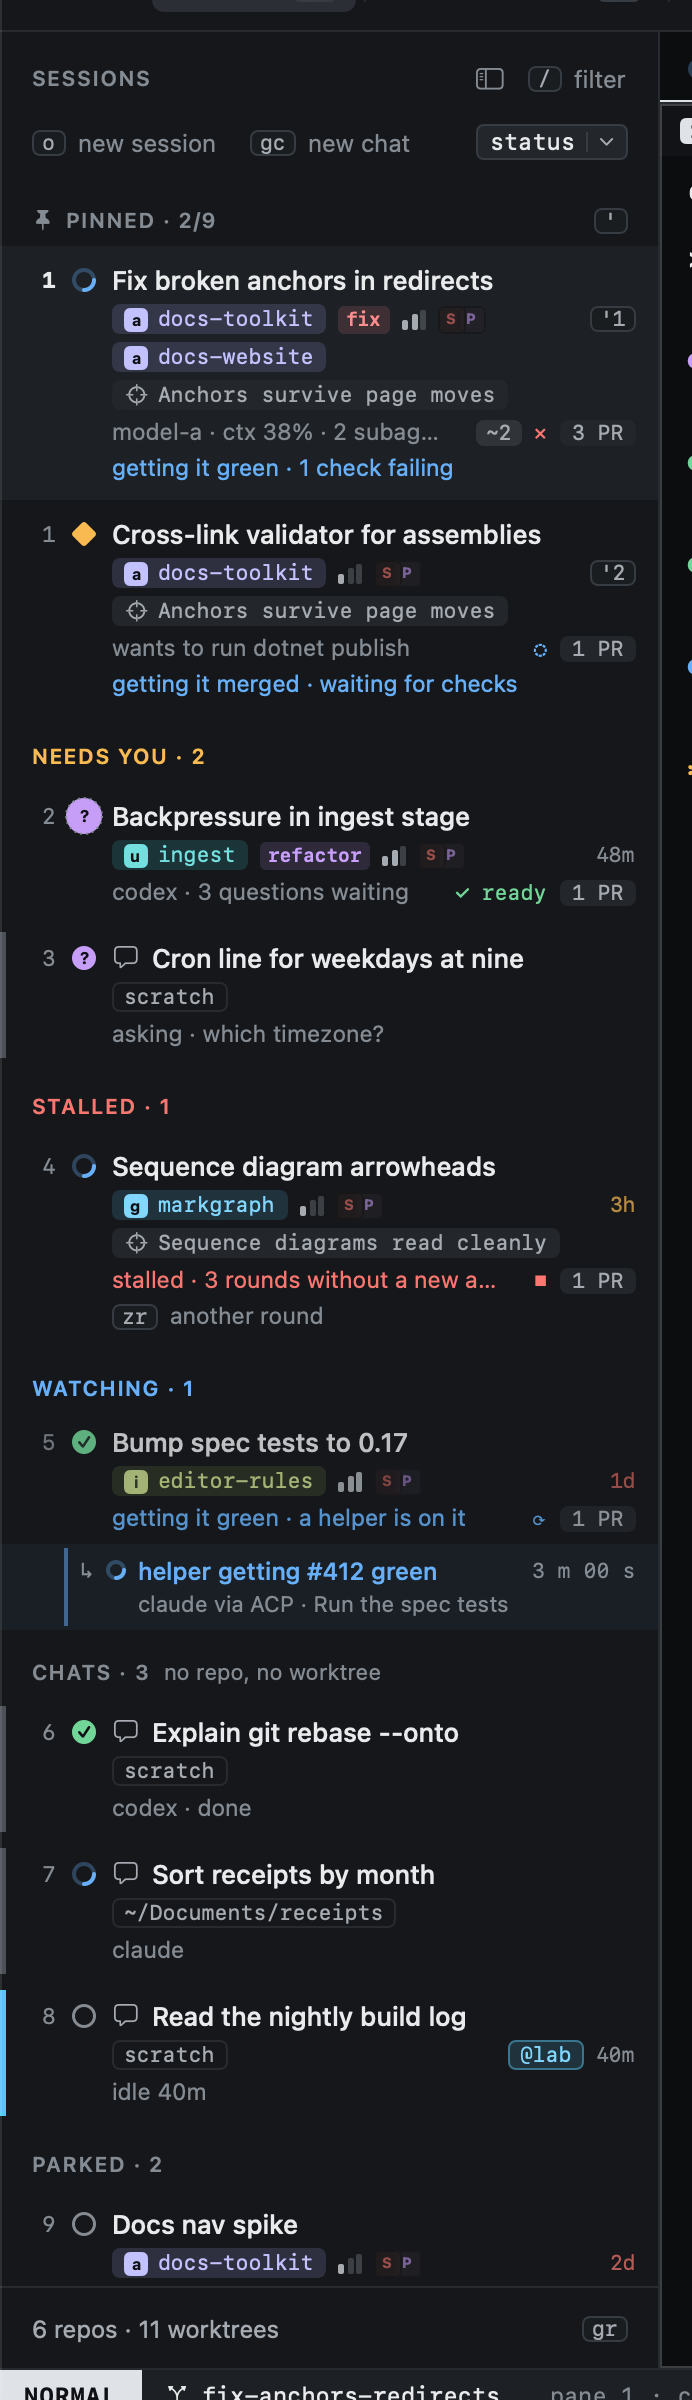 SESSIONS / filter
o new session gc new chat status
PINNED · 2/9 '
1 Fix broken anchors in redirects
a docs-toolkit fix S P '1
a docs-website
Anchors survive page moves
model-a · ctx 38% · 2 subag... ~2 × 3 PR
getting it green · 1 check failing
1 Cross-link validator for assemblies
a docs-toolkit S P '2
Anchors survive page moves
wants to run dotnet publish 1 PR
getting it merged · waiting for checks
NEEDS YOU · 2
2 ? Backpressure in ingest stage
u ingest refactor S P 48m
codex · 3 questions waiting ✓ ready 1 PR
3 ? Cron line for weekdays at nine
scratch
asking · which timezone?
STALLED · 1
4 Sequence diagram arrowheads
g markgraph S P 3h
Sequence diagrams read cleanly
stalled · 3 rounds without a new a... 1 PR
zr another round
WATCHING · 1
5 Bump spec tests to 0.17
i editor-rules S P 1d
getting it green · a helper is on it ⟳ 1 PR
↳ helper getting #412 green 3 m 00 s
claude via ACP · Run the spec tests
CHATS · 3 no repo, no worktree
6 Explain git rebase --onto
scratch
codex · done
7 Sort receipts by month
~/Documents/receipts
claude
8 Read the nightly build log
scratch @lab 40m
idle 40m
PARKED · 2
9 Docs nav spike
a docs-toolkit S P 2d
6 repos · 11 worktrees gr
NORMAL fix-anchors-redirects pane 1 ·